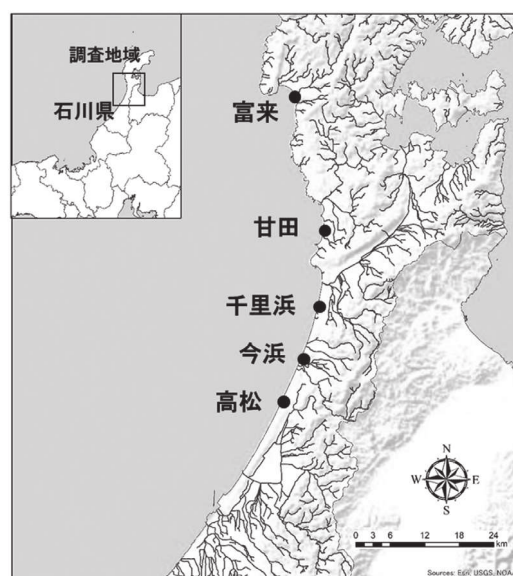 調査地域
石川県
富来
甘田
千里浜
今浜
高松
N
W E
S
0 3 6 12 18 24
km
Sources: Esri, USGS, NOAA